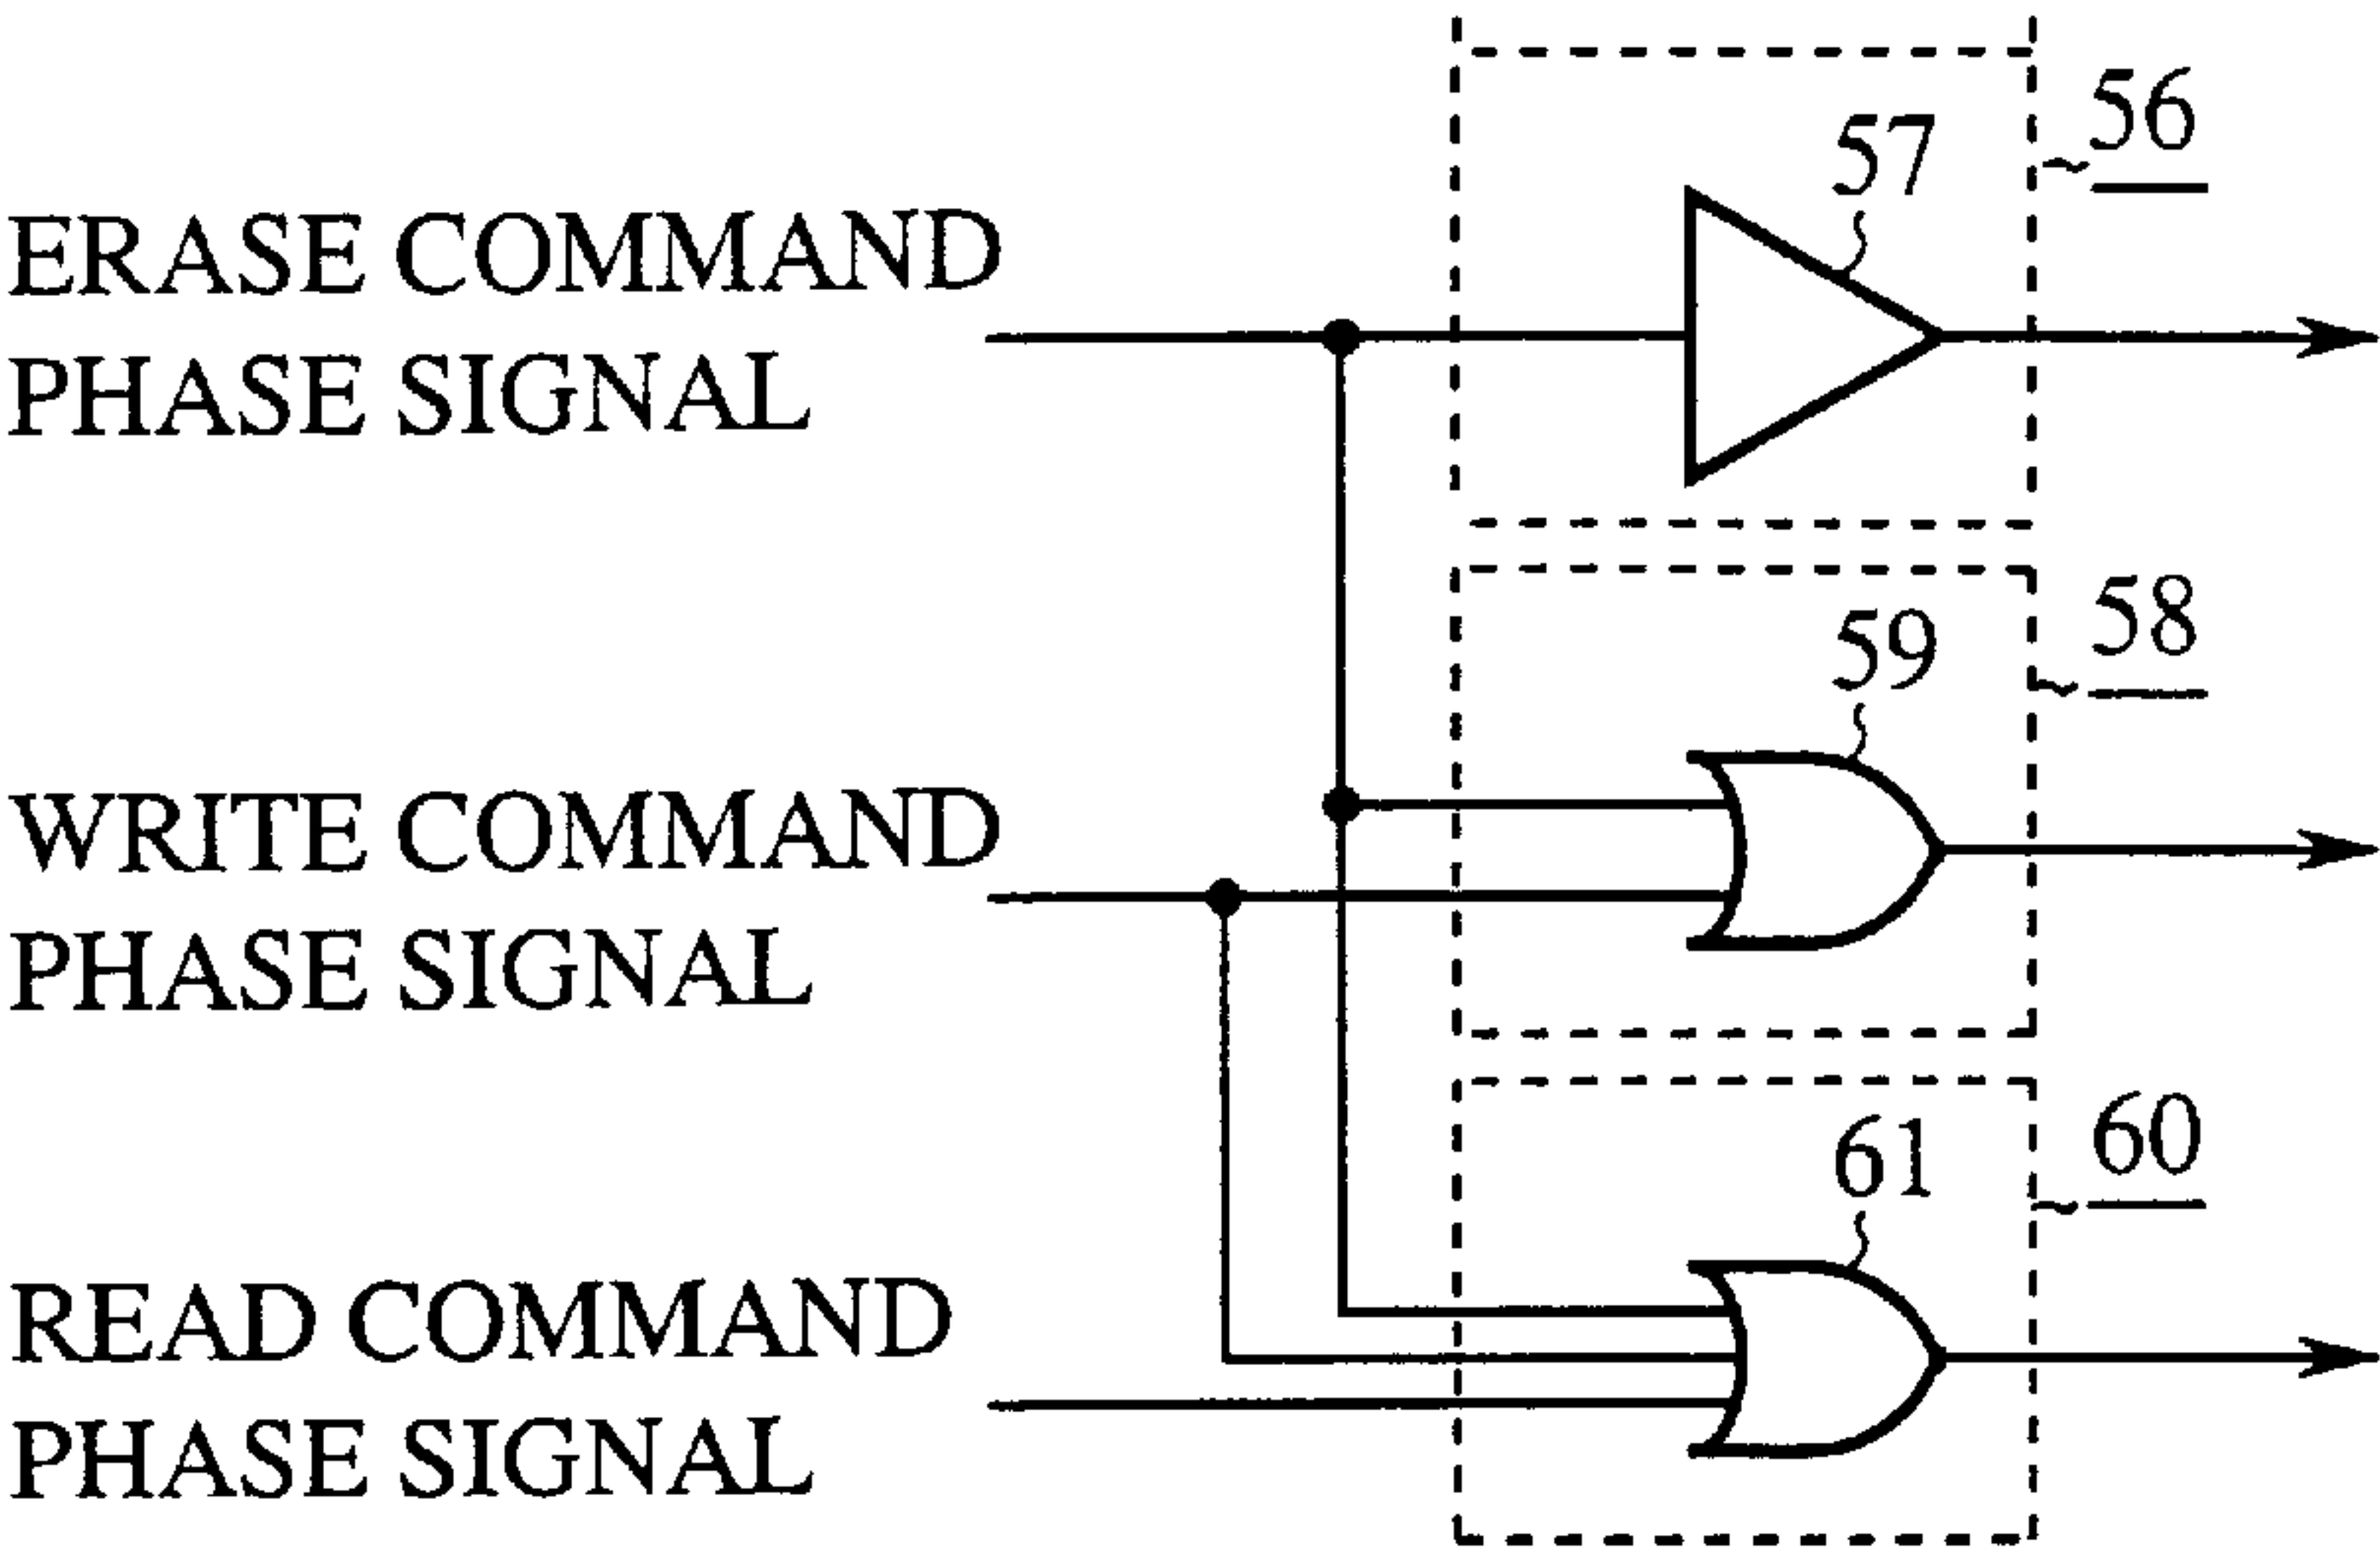 56
57
ERASE COMMAND
PHASE SIGNAL
58
59
WRITE COMMAND
PHASE SIGNAL
60
61
READ COMMAND
PHASE SIGNAL